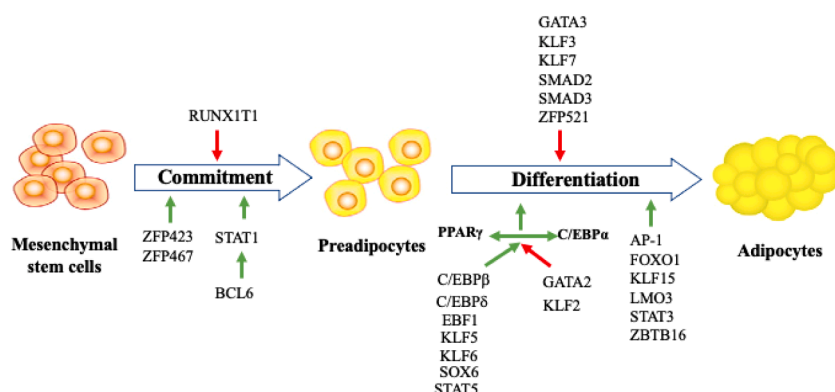 GATA3
KLF3
KLF7
SMAD2
SMAD3
ZFP521
RUNX1T1
Commitment
Differentiation
Mesenchymal
stem cells
ZFP423
ZFP467
STAT1
BCL6
Preadipocytes
PPARγ
C/EBPα
C/EBPβ
C/EBPδ
EBF1
KLF5
KLF6
SOX6
STAT5
GATA2
KLF2
AP-1
FOXO1
KLF15
LMO3
STAT3
ZBTB16
Adipocytes